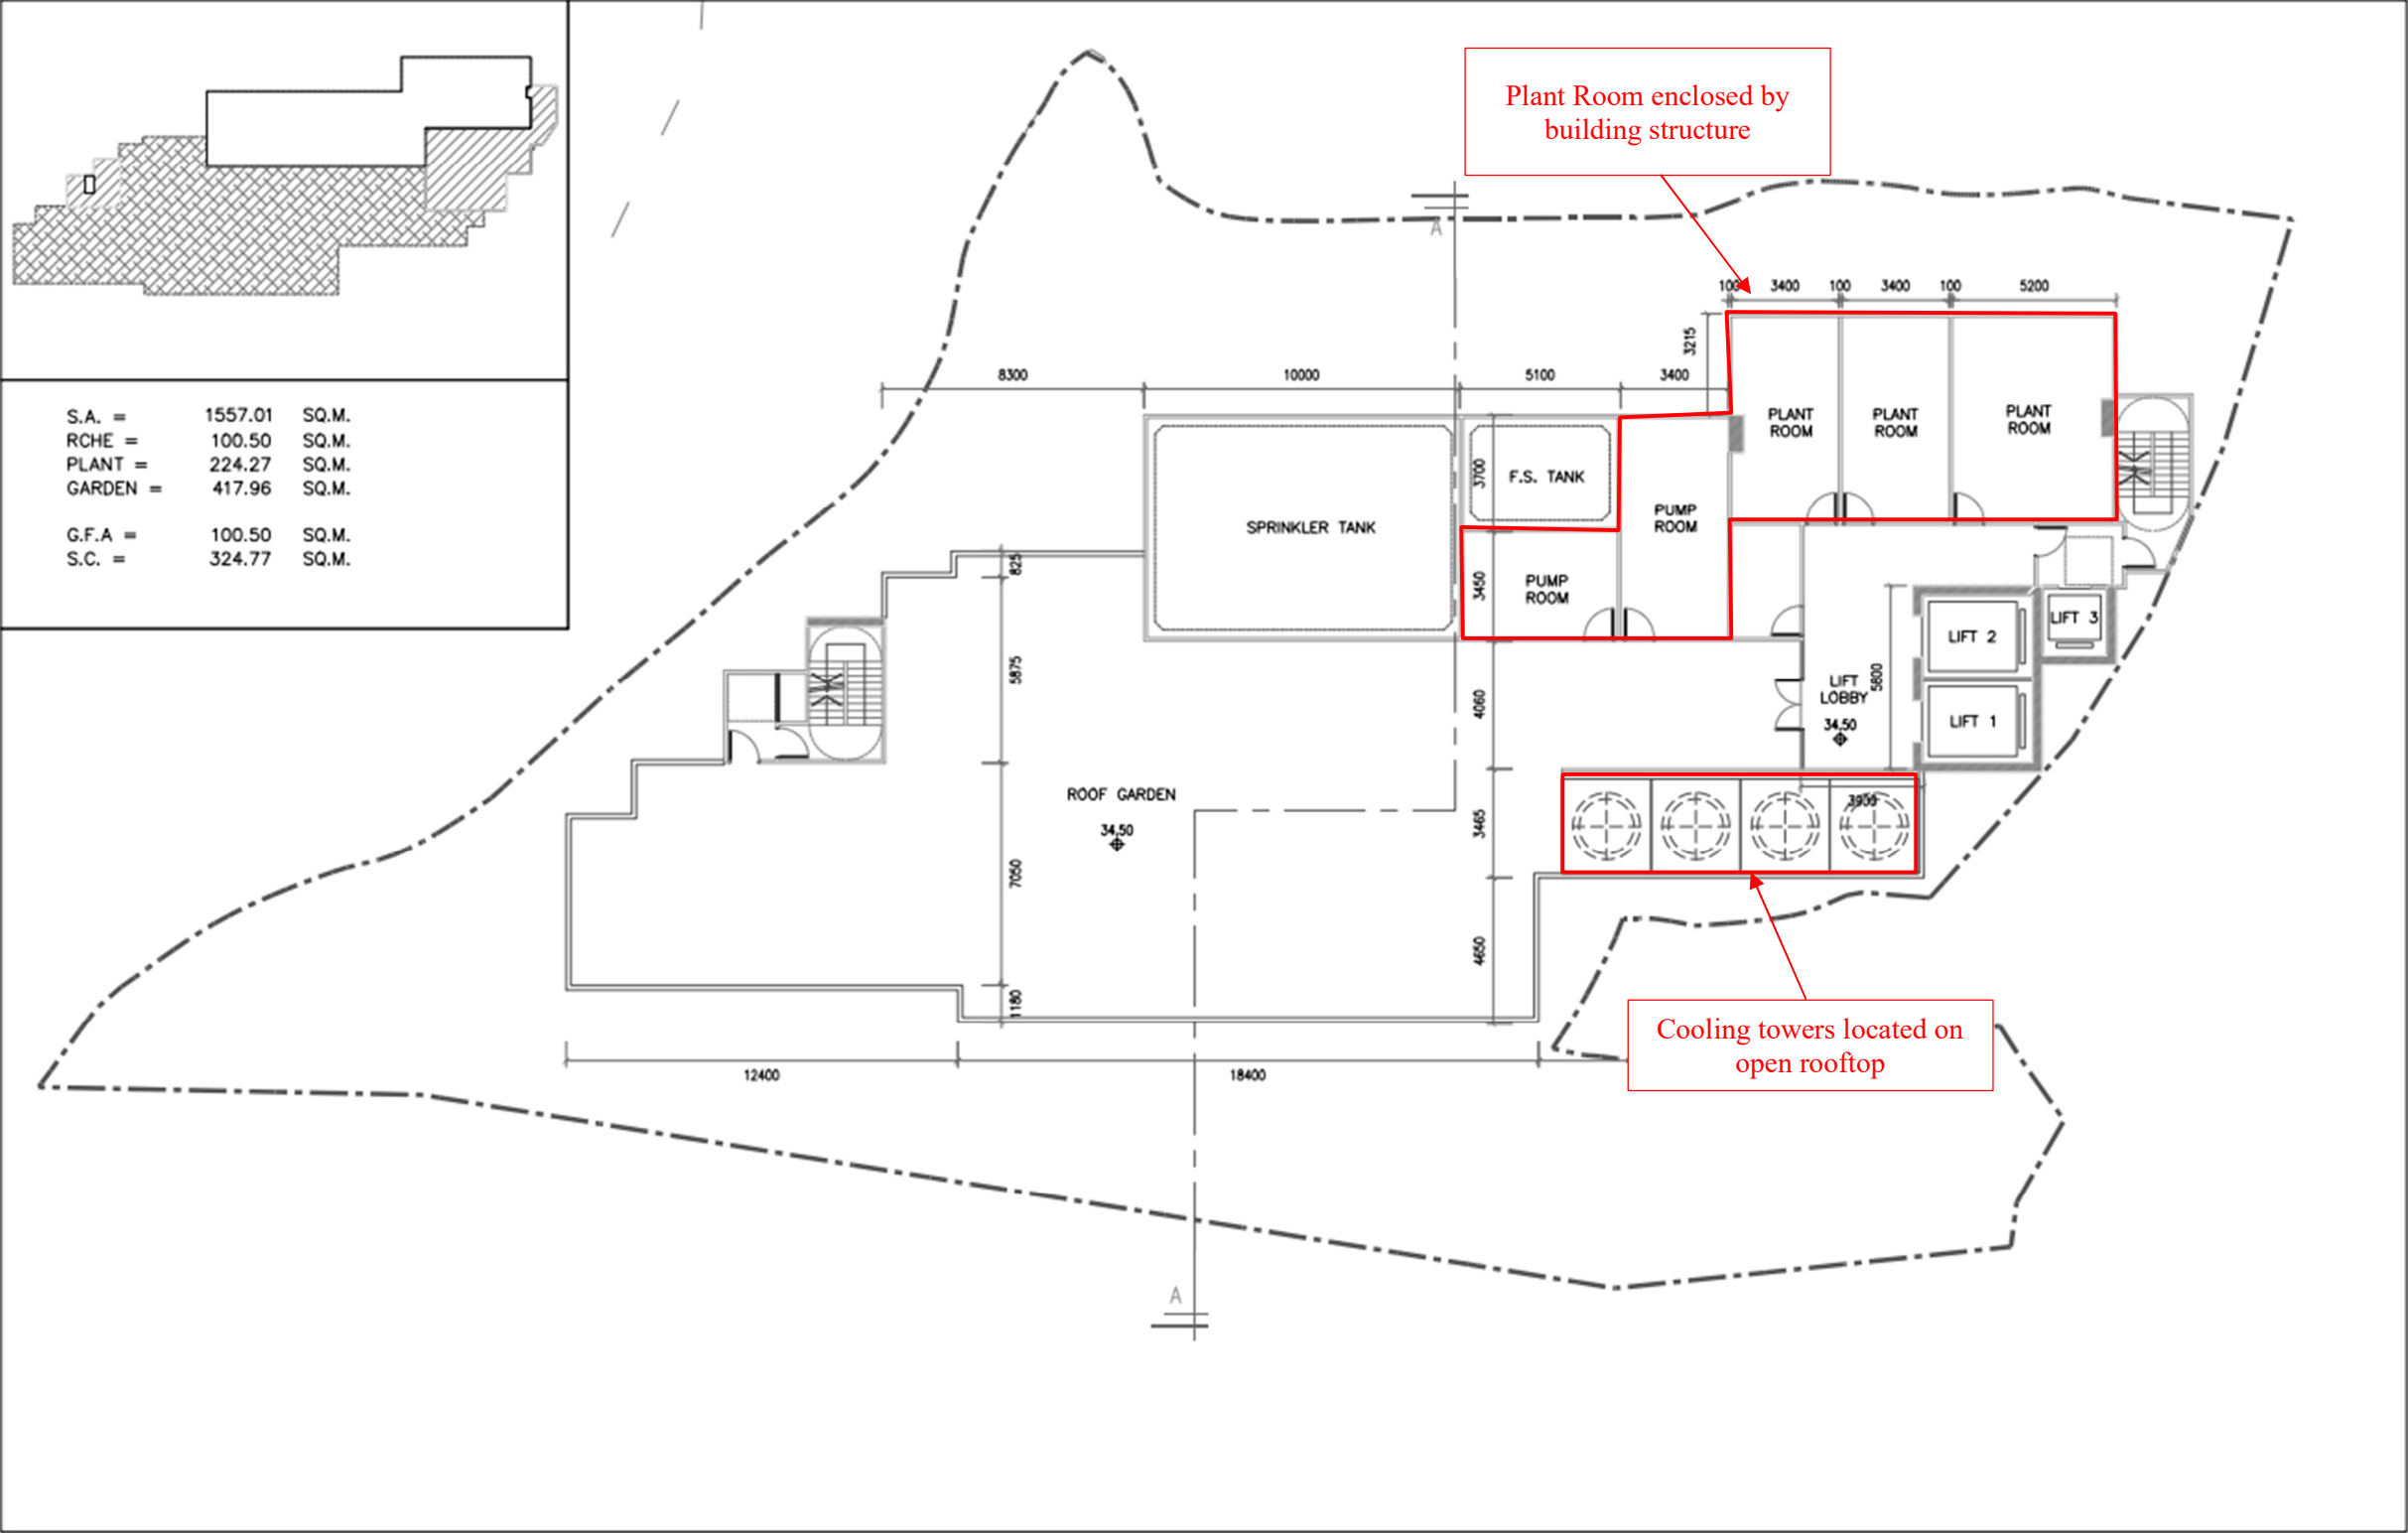 Plant Room enclosed by
building structure
A
100 3400 100 3400 100 5200
3215
8300 10000 5100 3400
S.A. = 1557.01 SQ.M.
RCHE = 100.50 SQ.M.
PLANT = 224.27 SQ.M.
GARDEN = 417.96 SQ.M.
G.F.A = 100.50 SQ.M.
S.C. = 324.77 SQ.M.
PLANT
ROOM
PLANT
ROOM
PLANT
ROOM
3700
F.S. TANK
PUMP
ROOM
SPRINKLER TANK
825
3450
PUMP
ROOM
LIFT 3
LIFT 2
5875
5800
4060
LIFT
LOBBY
34.50
LIFT 1
ROOF GARDEN
34.50
3900
3465
7050
4650
1180
Cooling towers located on
open rooftop
12400 18400
A